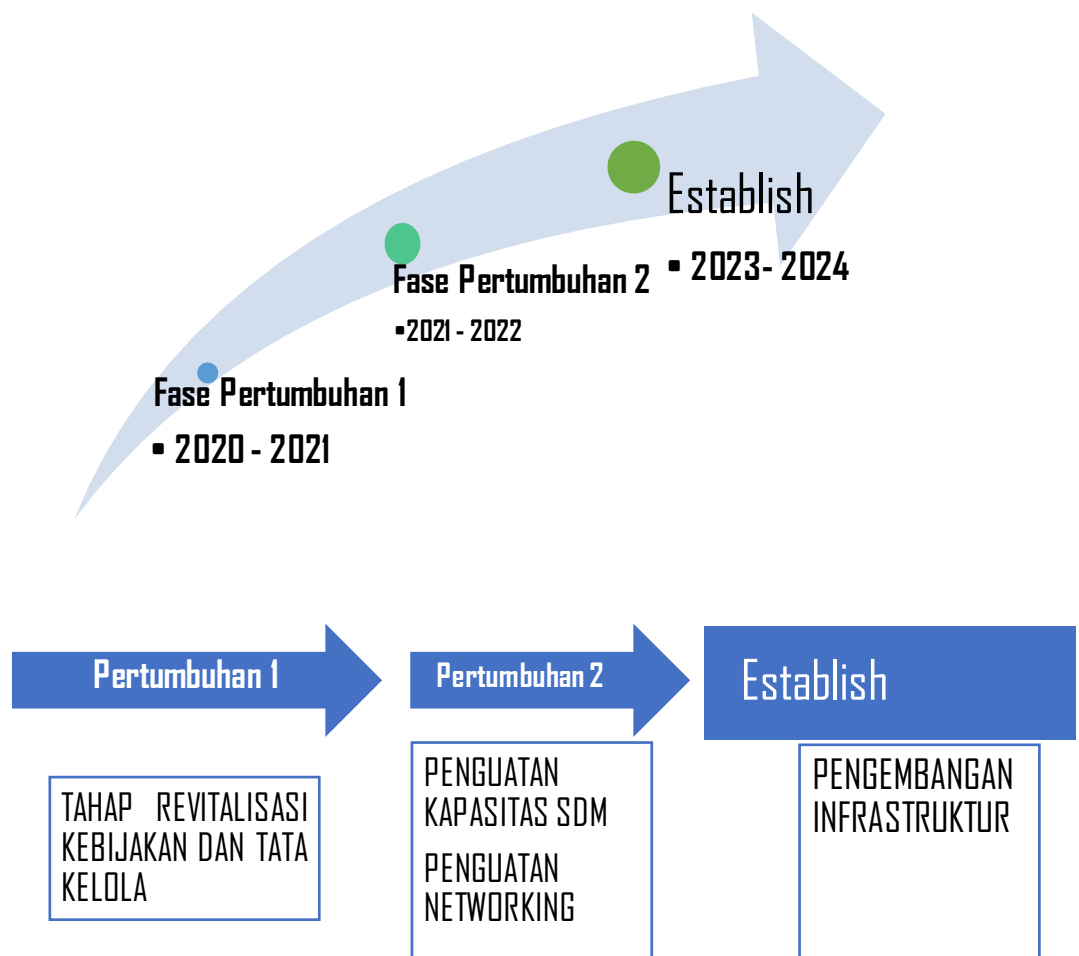 Establish
▪ 2023- 2024
Fase Pertumbuhan 2
▪2021 - 2022
Fase Pertumbuhan 1
▪ 2020 - 2021
Pertumbuhan 1
Pertumbuhan 2
Establish
TAHAP REVITALISASI
KEBIJAKAN DAN TATA
KELOLA
PENGUATAN
KAPASITAS SDM
PENGUATAN
NETWORKING
PENGEMBANGAN
INFRASTRUKTUR